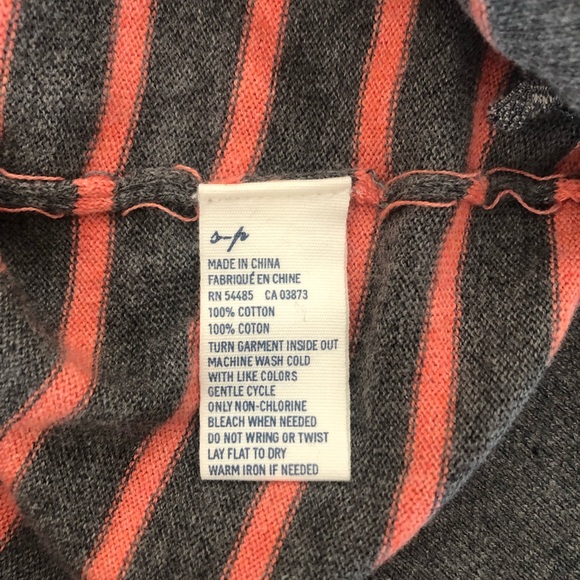 s-p
MADE IN CHINA
FABRIQUÉ EN CHINE
RN 54485 CA 03873
100% COTTON
100% COTON
TURN GARMENT INSIDE OUT
MACHINE WASH COLD
WITH LIKE COLORS
GENTLE CYCLE
ONLY NON-CHLORINE
BLEACH WHEN NEEDED
DO NOT WRING OR TWIST
LAY FLAT TO DRY
WARM IRON IF NEEDED